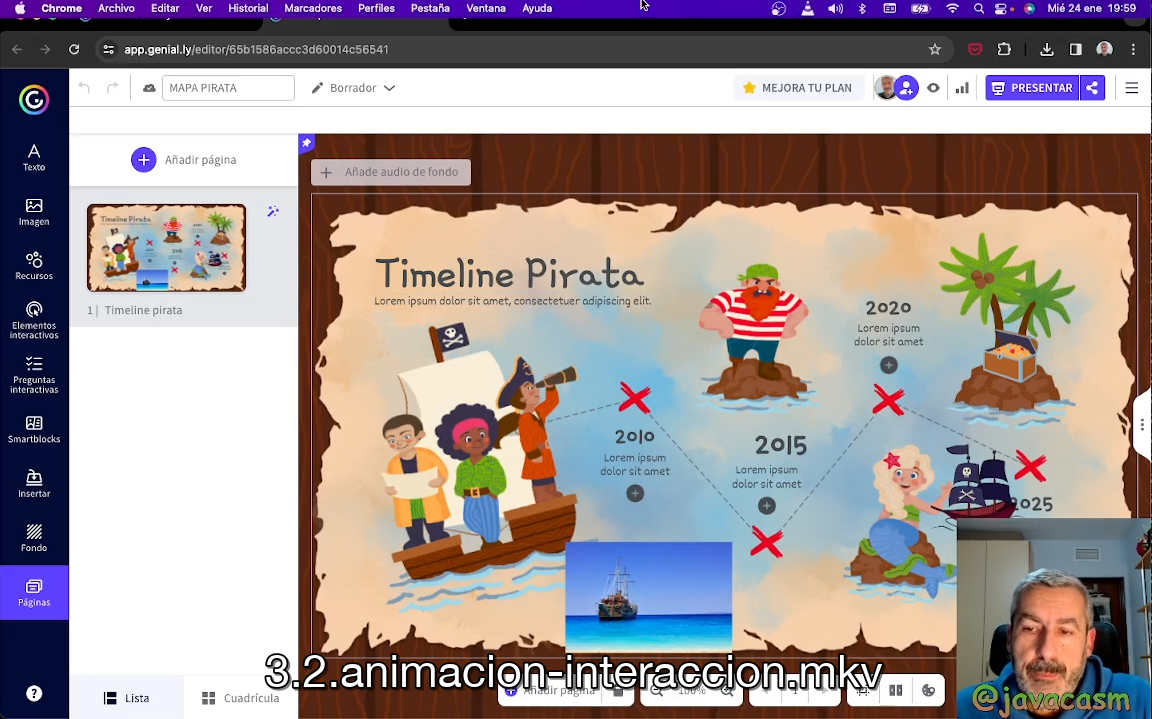 Chrome Archivo Editar Ver Historial Marcadores Perfiles Pestaña Ventana Ayuda Mié 24 ene 19:59
app.genial.ly/editor/65b1586accc3d60014c56541
MAPA PIRATA
Borrador
MEJORA TU PLAN
PRESENTAR
Texto
Imagen
Recursos
Elementos
interactivos
Preguntas
interactivas
Smartblocks
Insertar
Fondo
Páginas
Añadir página
Timeline Pirata
1 | Timeline pirata
Lista
Cuadrícula
Añade audio de fondo
Timeline Pirata
Lorem ipsum dolor sit amet, consectetuer adipiscing elit.
2010
Lorem ipsum
dolor sit amet
2015
Lorem ipsum
dolor sit amet
2020
Lorem ipsum
dolor sit amet
2025
Añadir página
100%
1
3.2.animacion-interaccion.mkv
@javacasm